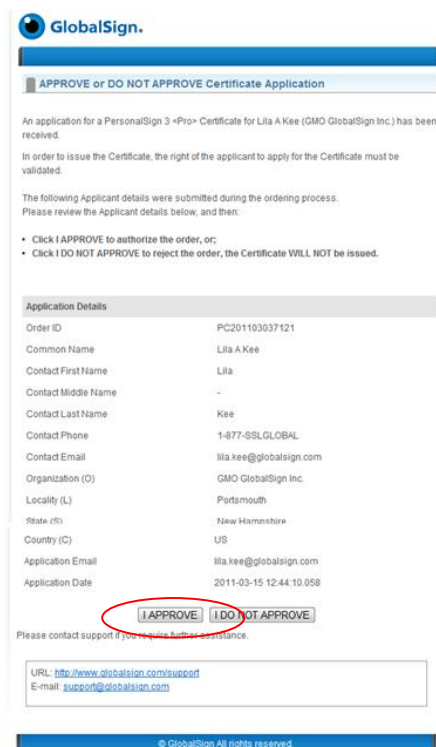 GlobalSign.
APPROVE or DO NOT APPROVE Certificate Application
An application for a PersonalSign 3 <Pro> Certificate for Lila A Kee (GMO GlobalSign Inc.) has been
received.
In order to issue the Certificate, the right of the applicant to apply for the Certificate must be
validated.
The following Applicant details were submitted during the ordering process.
Please review the Applicant details below, and then:
• Click I APPROVE to authorize the order, or;
• Click I DO NOT APPROVE to reject the order, the Certificate WILL NOT be issued.
Application Details
Order ID PC201103037121
Common Name Lila A Kee
Contact First Name Lila
Contact Middle Name -
Contact Last Name Kee
Contact Phone 1-877-SSLGLOBAL
Contact Email lila.kee@globalsign.com
Organization (O) GMO GlobalSign Inc.
Locality (L) Portsmouth
State (S) New Hampshire
Country (C) US
Application Email lila.kee@globalsign.com
Application Date 2011-03-15 12:44:10.058
I APPROVE I DO NOT APPROVE
Please contact support if you require further assistance.
URL: http://www.globalsign.com/support
E-mail: support@globalsign.com
© GlobalSign All rights reserved.